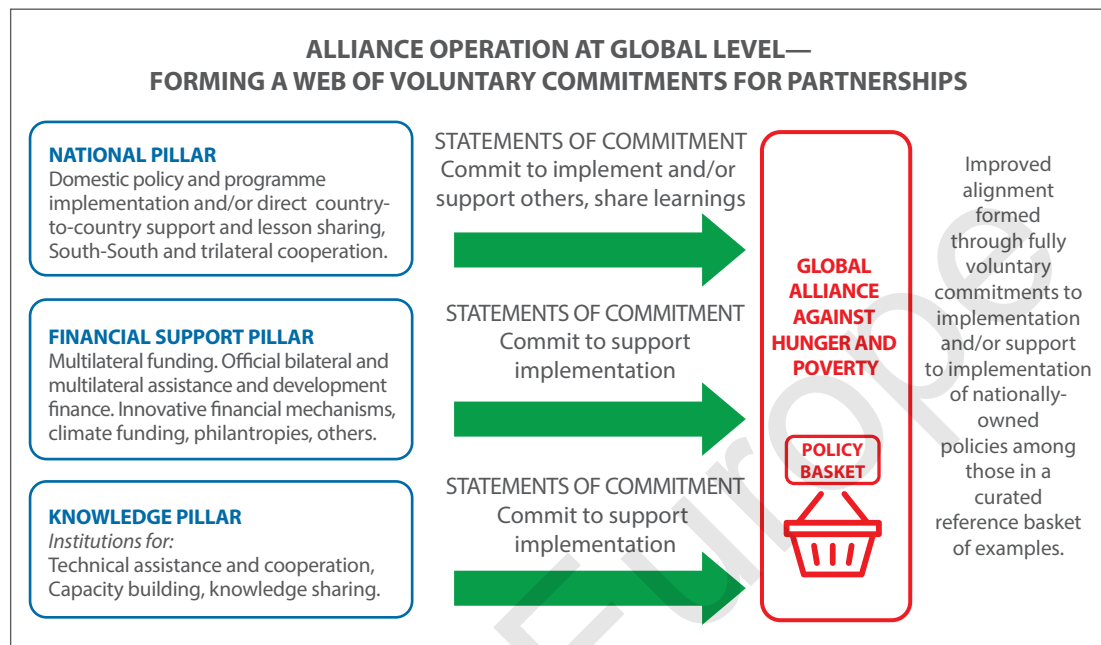 ALLIANCE OPERATION AT GLOBAL LEVEL—
FORMING A WEB OF VOLUNTARY COMMITMENTS FOR PARTNERSHIPS
NATIONAL PILLAR
Domestic policy and programme
implementation and/or direct country-
to-country support and lesson sharing,
South-South and trilateral cooperation.
STATEMENTS OF COMMITMENT
Commit to implement and/or
support others, share learnings
FINANCIAL SUPPORT PILLAR
Multilateral funding. Official bilateral and
multilateral assistance and development
finance. Innovative financial mechanisms,
climate funding, philantropies, others.
STATEMENTS OF COMMITMENT
Commit to support
implementation
KNOWLEDGE PILLAR
Institutions for:
Technical assistance and cooperation,
Capacity building, knowledge sharing.
STATEMENTS OF COMMITMENT
Commit to support
implementation
GLOBAL
ALLIANCE
AGAINST
HUNGER AND
POVERTY
POLICY
BASKET
Improved
alignment
formed
through fully
voluntary
commitments to
implementation
and/or support
to implementation
of nationally-
owned
policies among
those in a
curated
reference basket
of examples.
Europe